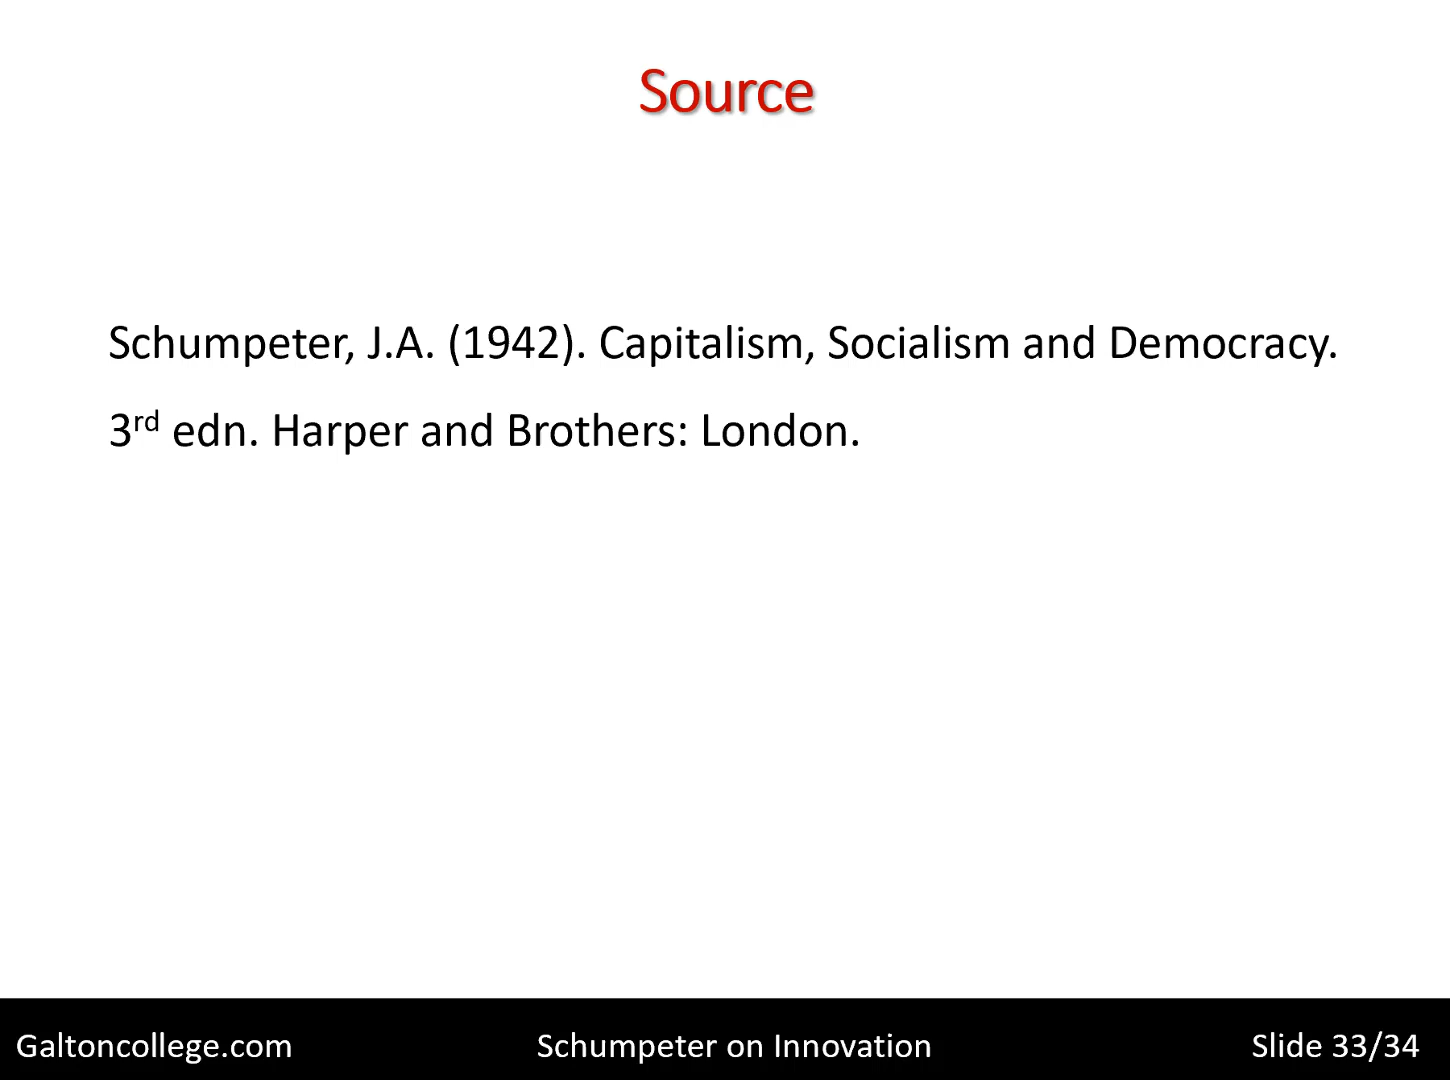 Source
Schumpeter, J.A. (1942). Capitalism, Socialism and Democracy.
3rd edn. Harper and Brothers: London.
Galtoncollege.com Schumpeter on Innovation Slide 33/34